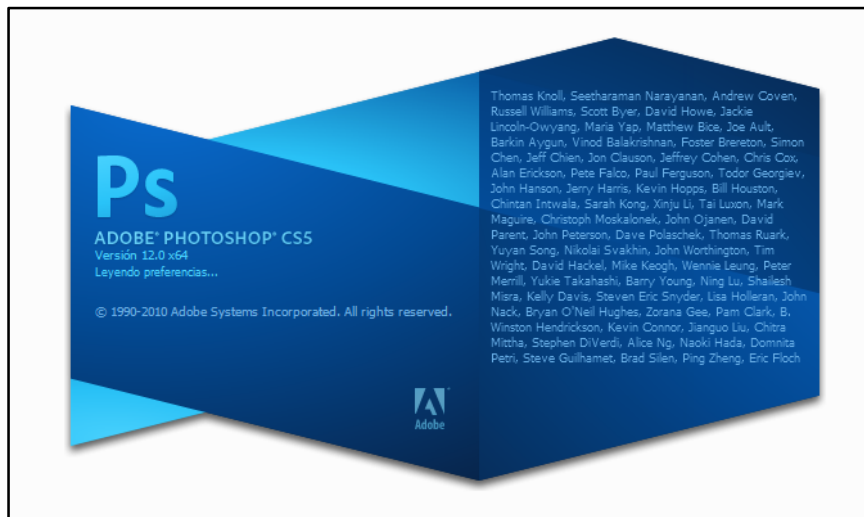 Ps
ADOBE® PHOTOSHOP® CS5
Versión 12.0 x64
Leyendo preferencias...
© 1990-2010 Adobe Systems Incorporated. All rights reserved.
Thomas Knoll, Seetharaman Narayanan, Andrew Coven,
Russell Williams, Scott Byer, David Howe, Jackie
Lincoln-Owyang, Maria Yap, Matthew Bice, Joe Ault,
Barkin Aygun, Vinod Balakrishnan, Foster Brereton, Simon
Chen, Jeff Chien, Jon Clauson, Jeffrey Cohen, Chris Cox,
Alan Erickson, Pete Falco, Paul Ferguson, Todor Georgiev,
John Hanson, Jerry Harris, Kevin Hopps, Bill Houston,
Chintan Intwala, Sarah Kong, Xinju Li, Tai Luxon, Mark
Maguire, Christoph Moskalonek, John Ojanen, David
Parent, John Peterson, Dave Polaschek, Thomas Ruark,
Yuyan Song, Nikolai Svakhin, John Worthington, Tim
Wright, David Hackel, Mike Keogh, Wennie Leung, Peter
Merrill, Yukie Takahashi, Barry Young, Ning Lu, Shailesh
Misra, Kelly Davis, Steven Eric Snyder, Lisa Holleran, John
Nack, Bryan O'Neil Hughes, Zorana Gee, Pam Clark, B.
Winston Hendrickson, Kevin Connor, Jianguo Liu, Chitra
Mittha, Stephen DiVerdi, Alice Ng, Naoki Hada, Domnita
Petri, Steve Guilhamet, Brad Silen, Ping Zheng, Eric Floch
Adobe